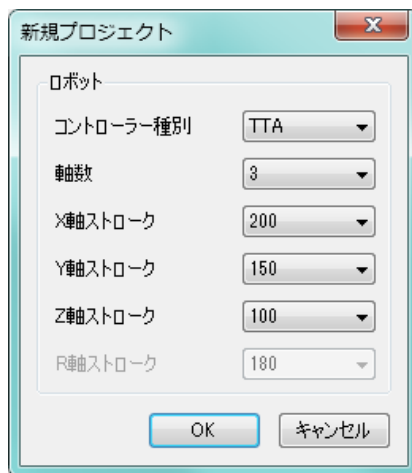 新規プロジェクト
ロボット
コントローラー種別 TTA
軸数 3
X軸ストローク 200
Y軸ストローク 150
Z軸ストローク 100
R軸ストローク 180
OK キャンセル